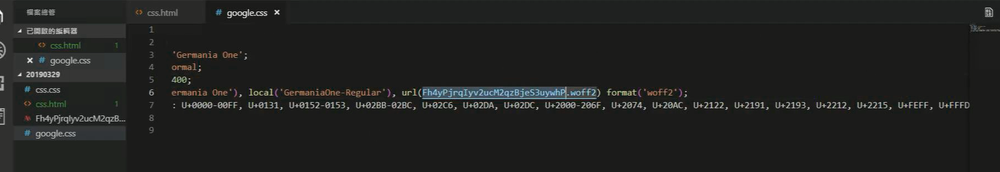 檔案總管
css.html
# google.css ×
已開啟的編輯器
css.html 1
× # google.css
20190329
# css.css
css.html 1
Fh4yPjrqIyv2ucM2qzB...
# google.css
1
2
3 'Germania One';
4 ormal;
5 400;
6 ermania One'), local('GermaniaOne-Regular'), url(Fh4yPjrqIyv2ucM2qzBjeS3uywhP.woff2) format('woff2');
7 : U+0000-00FF, U+0131, U+0152-0153, U+02BB-02BC, U+02C6, U+02DA, U+02DC, U+2000-206F, U+2074, U+20AC, U+2122, U+2191, U+2193, U+2212, U+2215, U+FEFF, U+FFFD
8
9